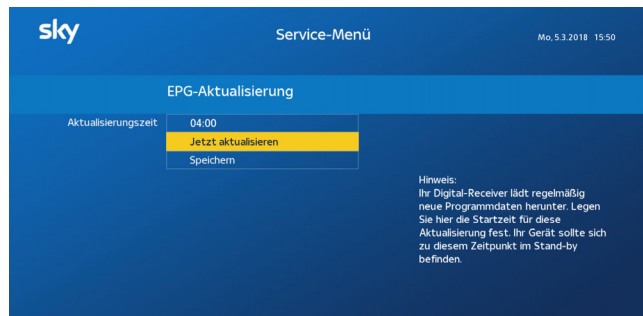 sky
Service-Menü
Mo, 5.3.2018 15:50
EPG-Aktualisierung
Aktualisierungszeit
04:00
Jetzt aktualisieren
Speichern
Hinweis:
Ihr Digital-Receiver lädt regelmäßig
neue Programmdaten herunter. Legen
Sie hier die Startzeit für diese
Aktualisierung fest. Ihr Gerät sollte sich
zu diesem Zeitpunkt im Stand-by
befinden.